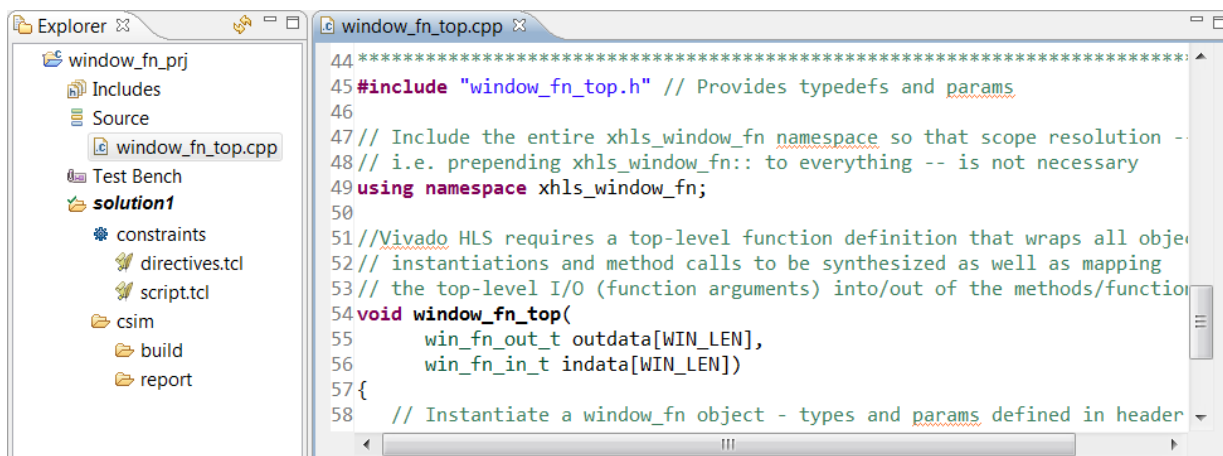 Explorer
window_fn_prj
Includes
Source
window_fn_top.cpp
Test Bench
solution1
constraints
directives.tcl
script.tcl
csim
build
report
window_fn_top.cpp
44 **************************************************************************
45 #include "window_fn_top.h" // Provides typedefs and params
46
47 // Include the entire xhls_window_fn namespace so that scope resolution -
48 // i.e. prepending xhls_window_fn:: to everything -- is not necessary
49 using namespace xhls_window_fn;
50
51 //Vivado HLS requires a top-level function definition that wraps all obje
52 // instantiations and method calls to be synthesized as well as mapping
53 // the top-level I/O (function arguments) into/out of the methods/function
54 void window_fn_top(
55 win_fn_out_t outdata[WIN_LEN],
56 win_fn_in_t indata[WIN_LEN])
57 {
58 // Instantiate a window_fn object - types and params defined in header